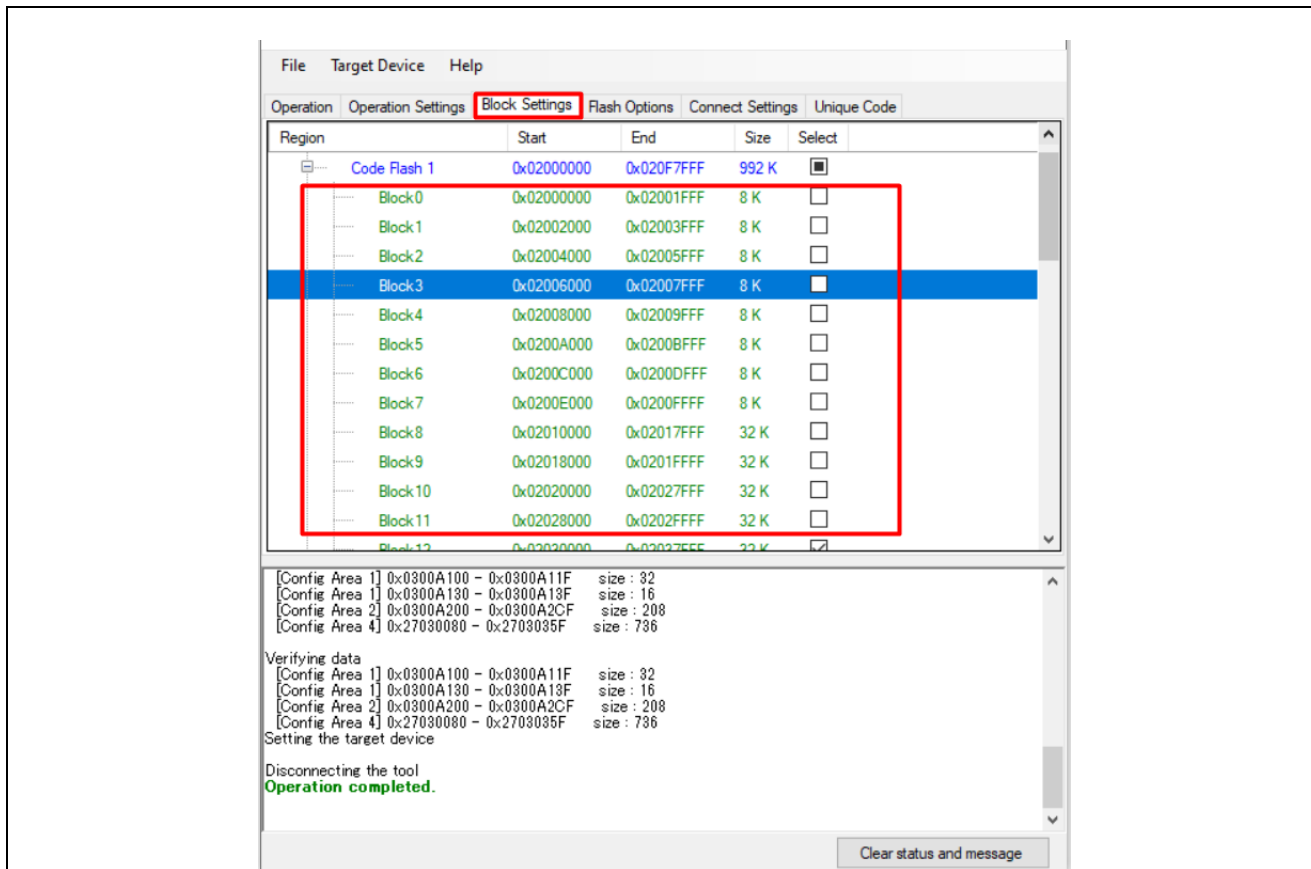 File Target Device Help
Operation Operation Settings Block Settings Flash Options Connect Settings Unique Code
Region Start End Size Select
Code Flash 1 0x02000000 0x020F7FFF 992 K
Block0 0x02000000 0x02001FFF 8 K
Block1 0x02002000 0x02003FFF 8 K
Block2 0x02004000 0x02005FFF 8 K
Block3 0x02006000 0x02007FFF 8 K
Block4 0x02008000 0x02009FFF 8 K
Block5 0x0200A000 0x0200BFFF 8 K
Block6 0x0200C000 0x0200DFFF 8 K
Block7 0x0200E000 0x0200FFFF 8 K
Block8 0x02010000 0x02017FFF 32 K
Block9 0x02018000 0x0201FFFF 32 K
Block10 0x02020000 0x02027FFF 32 K
Block11 0x02028000 0x0202FFFF 32 K
Block12 0x02030000 0x02037FFF 32 K
[Config Area 1] 0x0300A100 - 0x0300A11F size : 32
[Config Area 1] 0x0300A130 - 0x0300A13F size : 16
[Config Area 2] 0x0300A200 - 0x0300A2CF size : 208
[Config Area 4] 0x27030080 - 0x2703035F size : 736
Verifying data
[Config Area 1] 0x0300A100 - 0x0300A11F size : 32
[Config Area 1] 0x0300A130 - 0x0300A13F size : 16
[Config Area 2] 0x0300A200 - 0x0300A2CF size : 208
[Config Area 4] 0x27030080 - 0x2703035F size : 736
Setting the target device
Disconnecting the tool
Operation completed.
Clear status and message